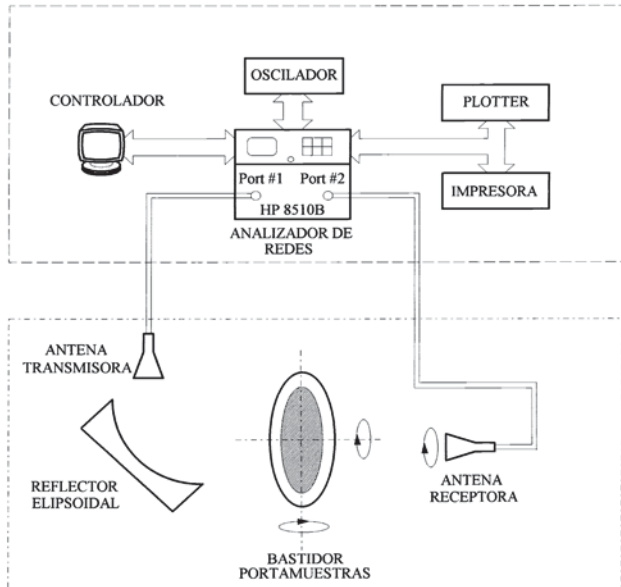 OSCILADOR
CONTROLADOR
PLOTTER
Port #1 Port #2
HP 8510B
IMPRESORA
ANALIZADOR DE
REDES
ANTENA
TRANSMISORA
REFLECTOR
ELIPSOIDAL
ANTENA
RECEPTORA
BASTIDOR
PORTAMUESTRAS